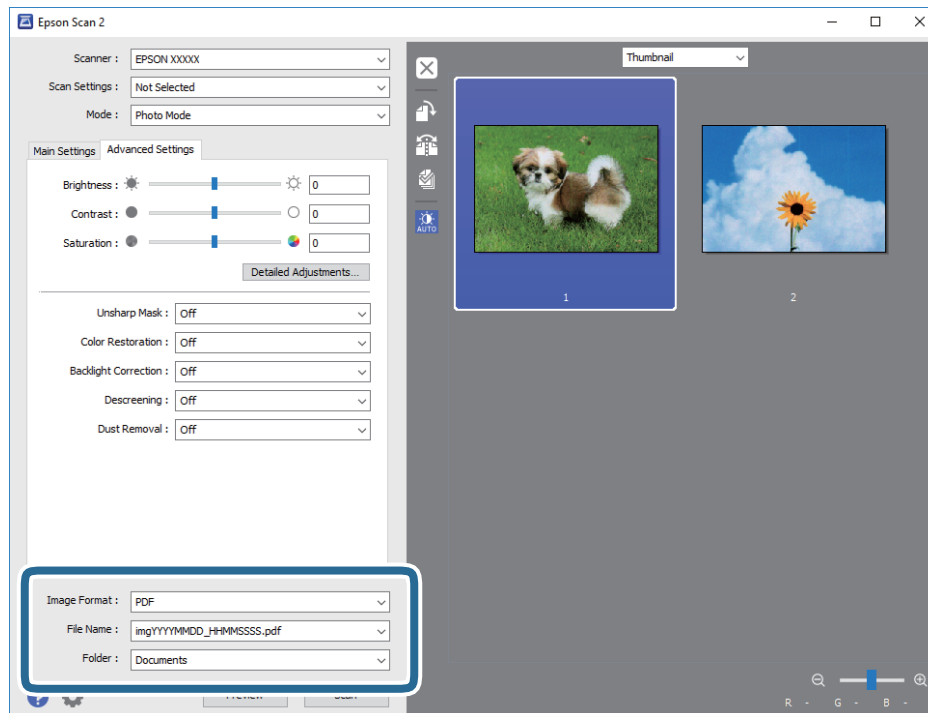 Epson Scan 2
Scanner : EPSON XXXXX
Scan Settings : Not Selected
Mode : Photo Mode
Main Settings Advanced Settings
Brightness : 0
Contrast : 0
Saturation : 0
Detailed Adjustments...
Unsharp Mask : Off
Color Restoration : Off
Backlight Correction : Off
Descreening : Off
Dust Removal : Off
Image Format : PDF
File Name : imgYYYYMMDD_HHMMSSSS.pdf
Folder : Documents
Thumbnail
AUTO
1 2
R - G - B -